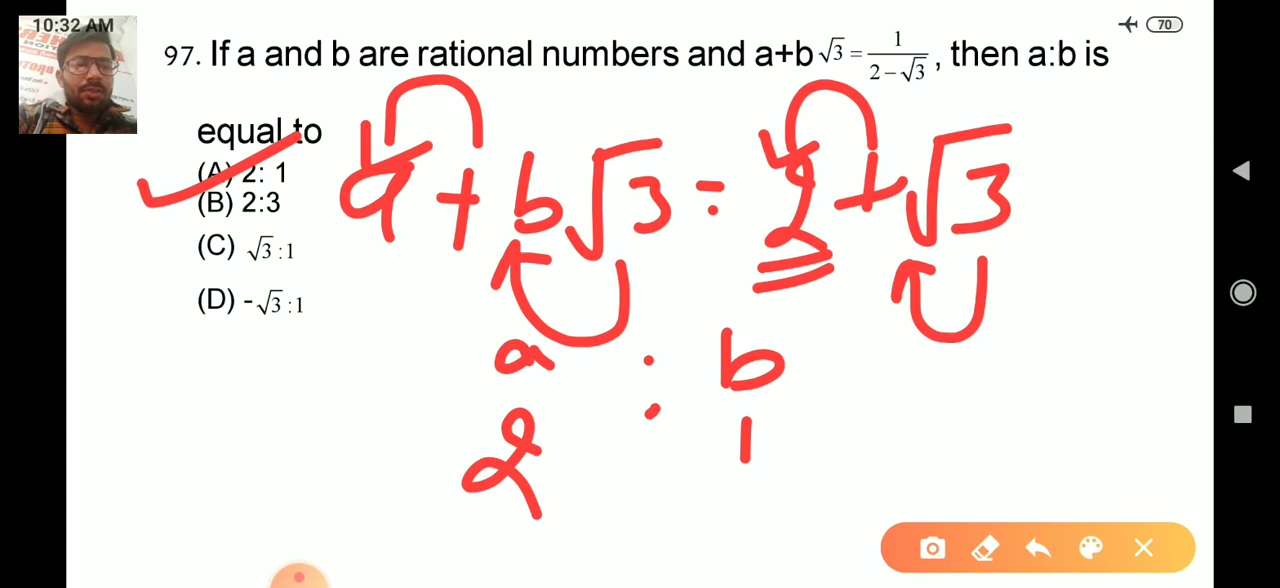 10:32 AM
70
97. If a and b are rational numbers and a+b√3 = 1/(2−√3), then a:b is
equal to
(A) 2: 1
(B) 2:3
(C) √3 : 1
(D) -√3 : 1
a + b√3 = 2 + √3
a : b
2 : 1